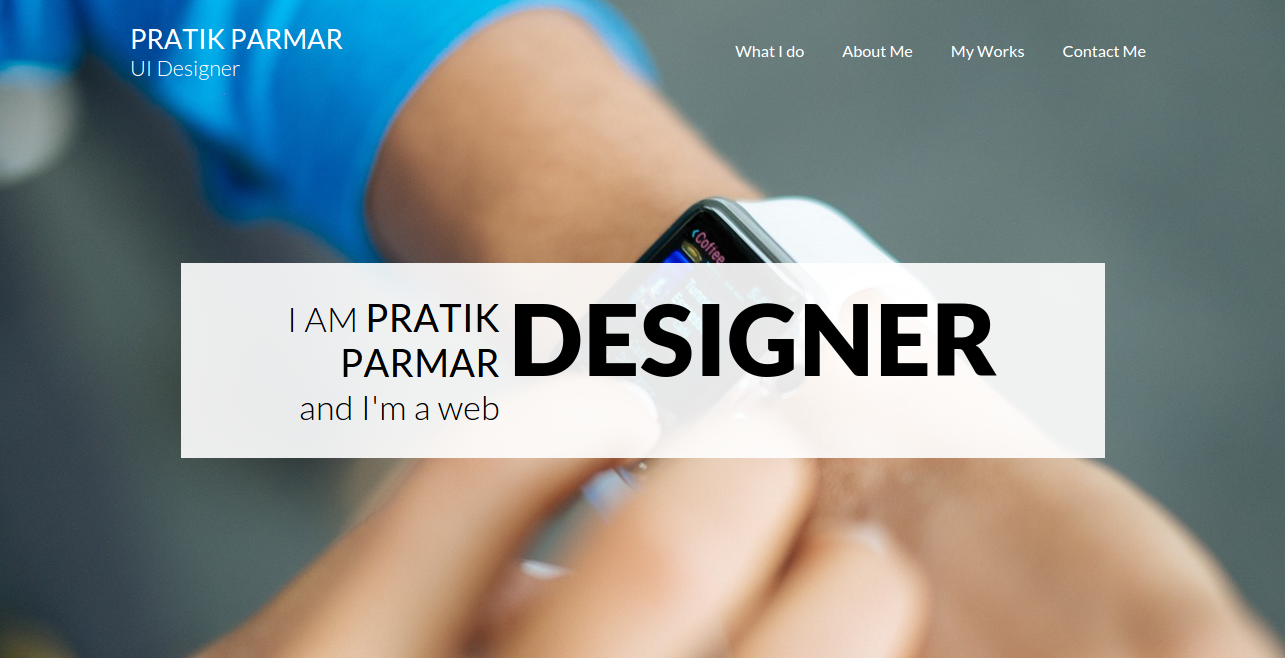 PRATIK PARMAR
UI Designer
What I do About Me My Works Contact Me
Coffee
I AM PRATIK
PARMAR
and I'm a web
DESIGNER